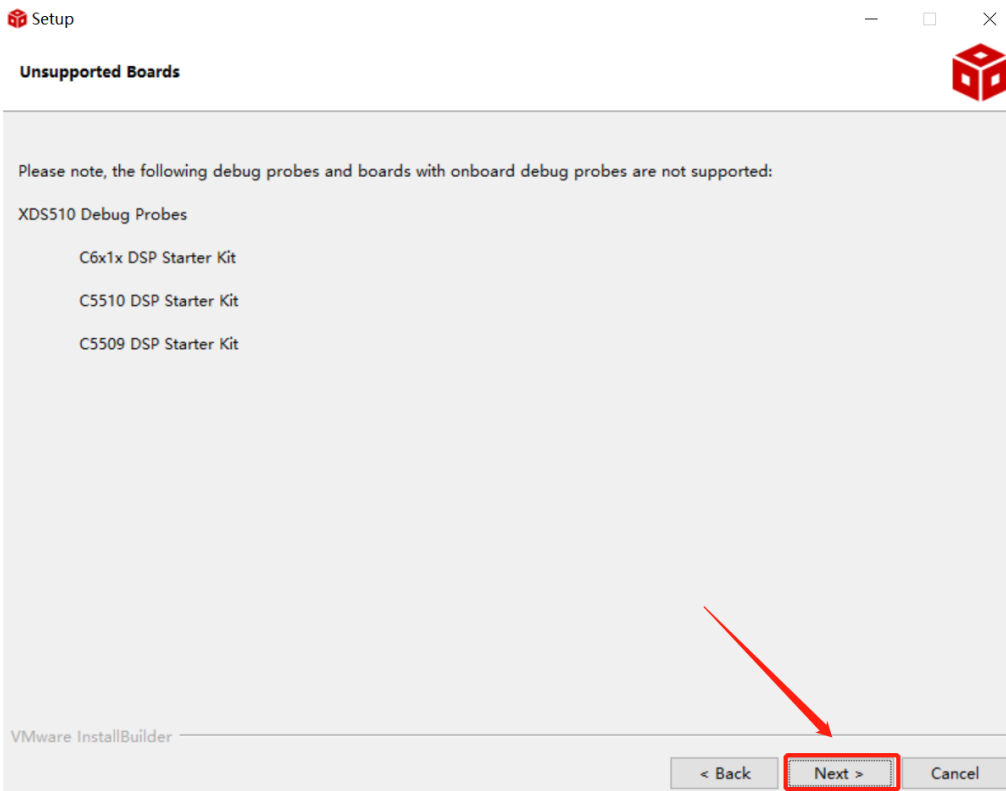 Setup
Unsupported Boards
Please note, the following debug probes and boards with onboard debug probes are not supported:
XDS510 Debug Probes
C6x1x DSP Starter Kit
C5510 DSP Starter Kit
C5509 DSP Starter Kit
VMware InstallBuilder
< Back Next > Cancel